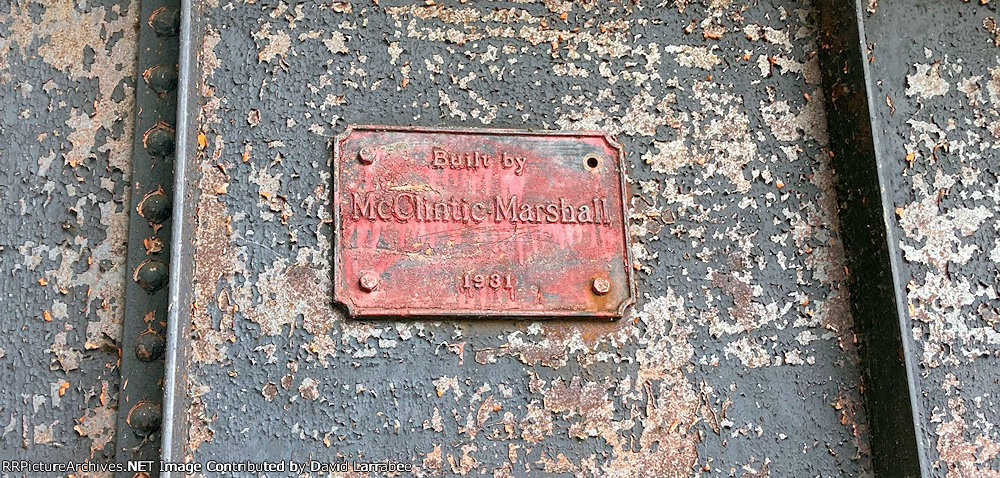 Built by
McClintic-Marshall
1931
RRPictureArchives.NET Image Contributed by David Larrabee